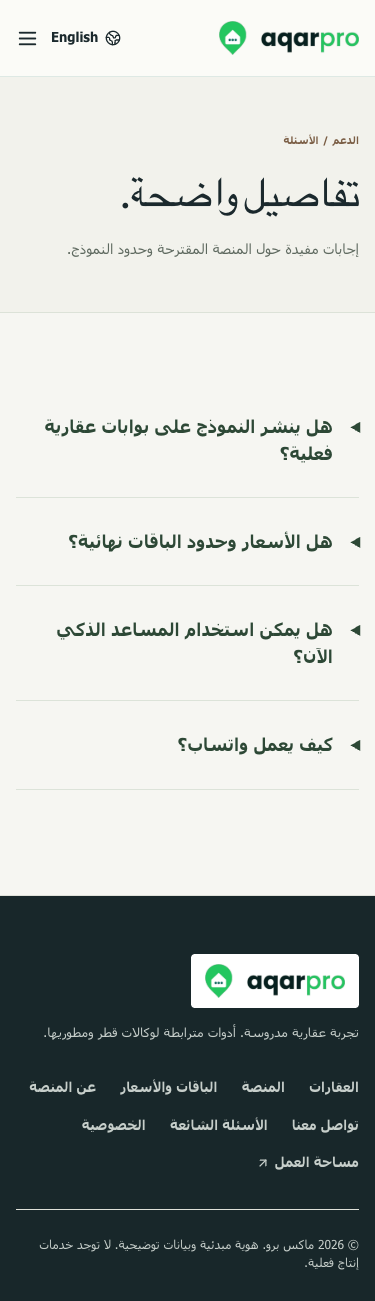 aqarpro
English
الدعم / الأسئلة
تفاصيل واضحة.
إجابات مفيدة حول المنصة المقترحة وحدود النموذج.
هل ينشر النموذج على بوابات عقارية
فعلية؟
هل الأسعار وحدود الباقات نهائية؟
هل يمكن استخدام المساعد الذكي
الآن؟
كيف يعمل واتساب؟
aqarpro
تجربة عقارية مدروسة. أدوات مترابطة لوكالات قطر ومطوريها.
العقارات المنصة الباقات والأسعار عن المنصة
تواصل معنا الأسئلة الشائعة الخصوصية
مساحة العمل
© 2026 ماكس برو. هوية مبدئية وبيانات توضيحية. لا توجد خدمات
إنتاج فعلية.